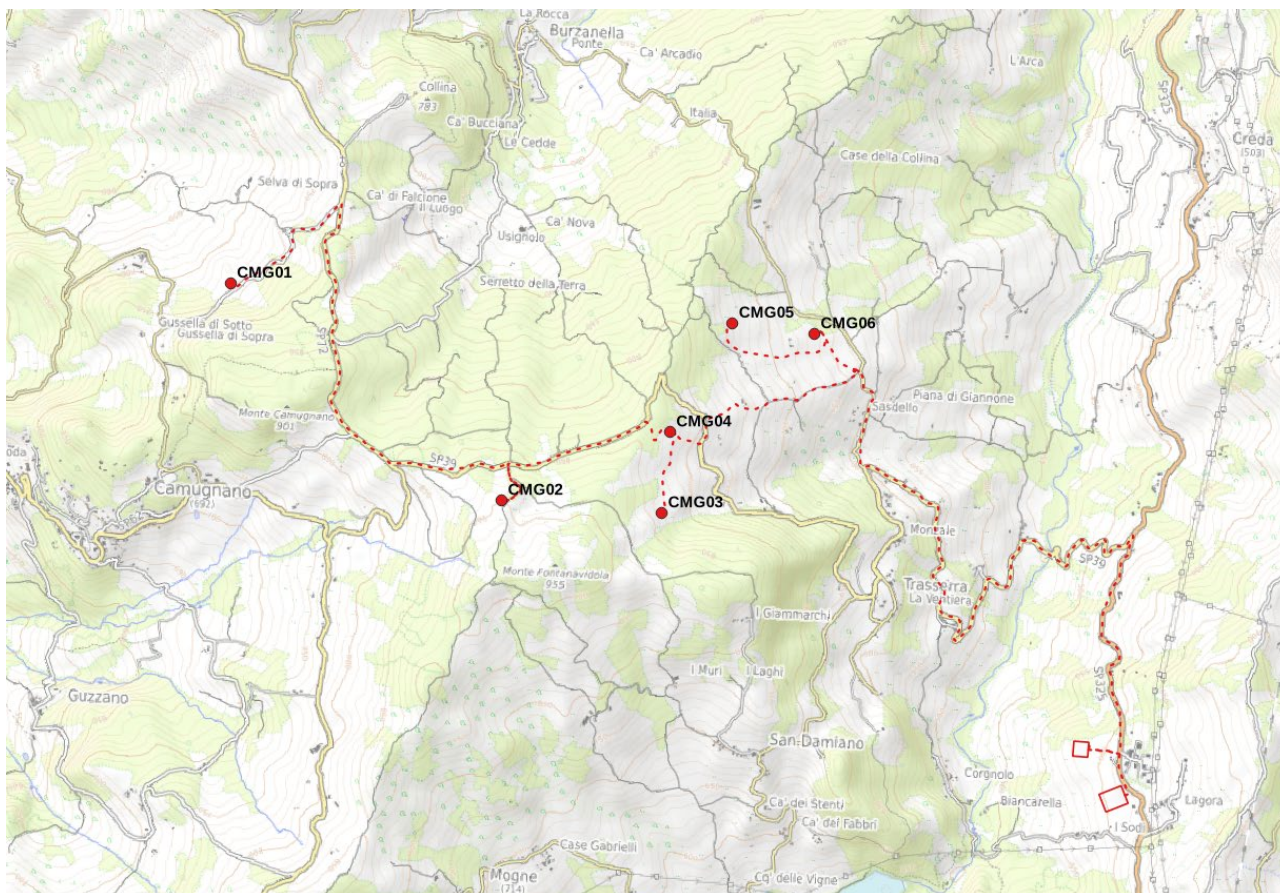 La Rocca
Burzanella
Ponte
Ca' Arcadio
L'Arca
Collina
783
SP325
Italia
Ca' Bucciana
Le Cedde
Creda
(503)
Case della Collina
Selva di Sopra
Ca' di Falcione
Il Luogo
Ca' Nova
Usignolo
CMG01
Serretto della Terra
CMG05
CMG06
Gussella di Sotto
Gussella di Sopra
SP72
Piana di Giannone
Sasdello
Monte Camugnano
901
CMG04
SP39
Camugnano
(692)
CMG02
CMG03
Monzale
SP39
Monte Fontanavidola
955
Trasserra
La Ventiera
I Giammarchi
I Muri
I Laghi
SP325
Guzzano
San Damiano
Corgnolo
Biancarella
Lagora
Ca' dei Stenti
Ca' dei Fabbri
I Sodi
Case Gabrielli
Mogne
(714)
Ca' delle Vigne